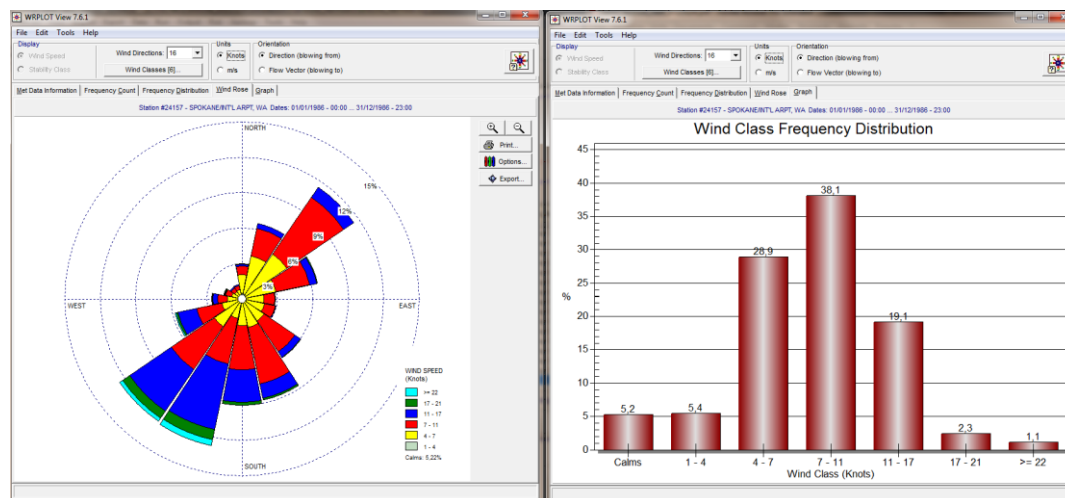 WRPLOT View 7.6.1
File Edit Tools Help
Display
Wind Speed
Stability Class
Wind Directions: 16
Wind Classes [6]...
Units
Knots
m/s
Orientation
Direction (blowing from)
Flow Vector (blowing to)
Met Data Information Frequency Count Frequency Distribution Wind Rose Graph
Station #24157 - SPOKANE/INT'L ARPT, WA Dates: 01/01/1986 - 00:00 ... 31/12/1986 - 23:00
NORTH
15%
12%
9%
6%
3%
WEST
EAST
SOUTH
Print...
Options...
Export...
WIND SPEED
(Knots)
>= 22
17 - 21
11 - 17
7 - 11
4 - 7
1 - 4
Calms: 5,22%
WRPLOT View 7.6.1
File Edit Tools Help
Display
Wind Speed
Stability Class
Wind Directions: 16
Wind Classes [6]...
Units
Knots
m/s
Orientation
Direction (blowing from)
Flow Vector (blowing to)
Met Data Information Frequency Count Frequency Distribution Wind Rose Graph
Station #24157 - SPOKANE/INT'L ARPT, WA Dates: 01/01/1986 - 00:00 ... 31/12/1986 - 23:00
Wind Class Frequency Distribution
45
40
35
30
25
20
15
10
5
0
%
5,2
5,4
28,9
38,1
19,1
2,3
1,1
Calms 1 - 4 4 - 7 7 - 11 11 - 17 17 - 21 >= 22
Wind Class (Knots)